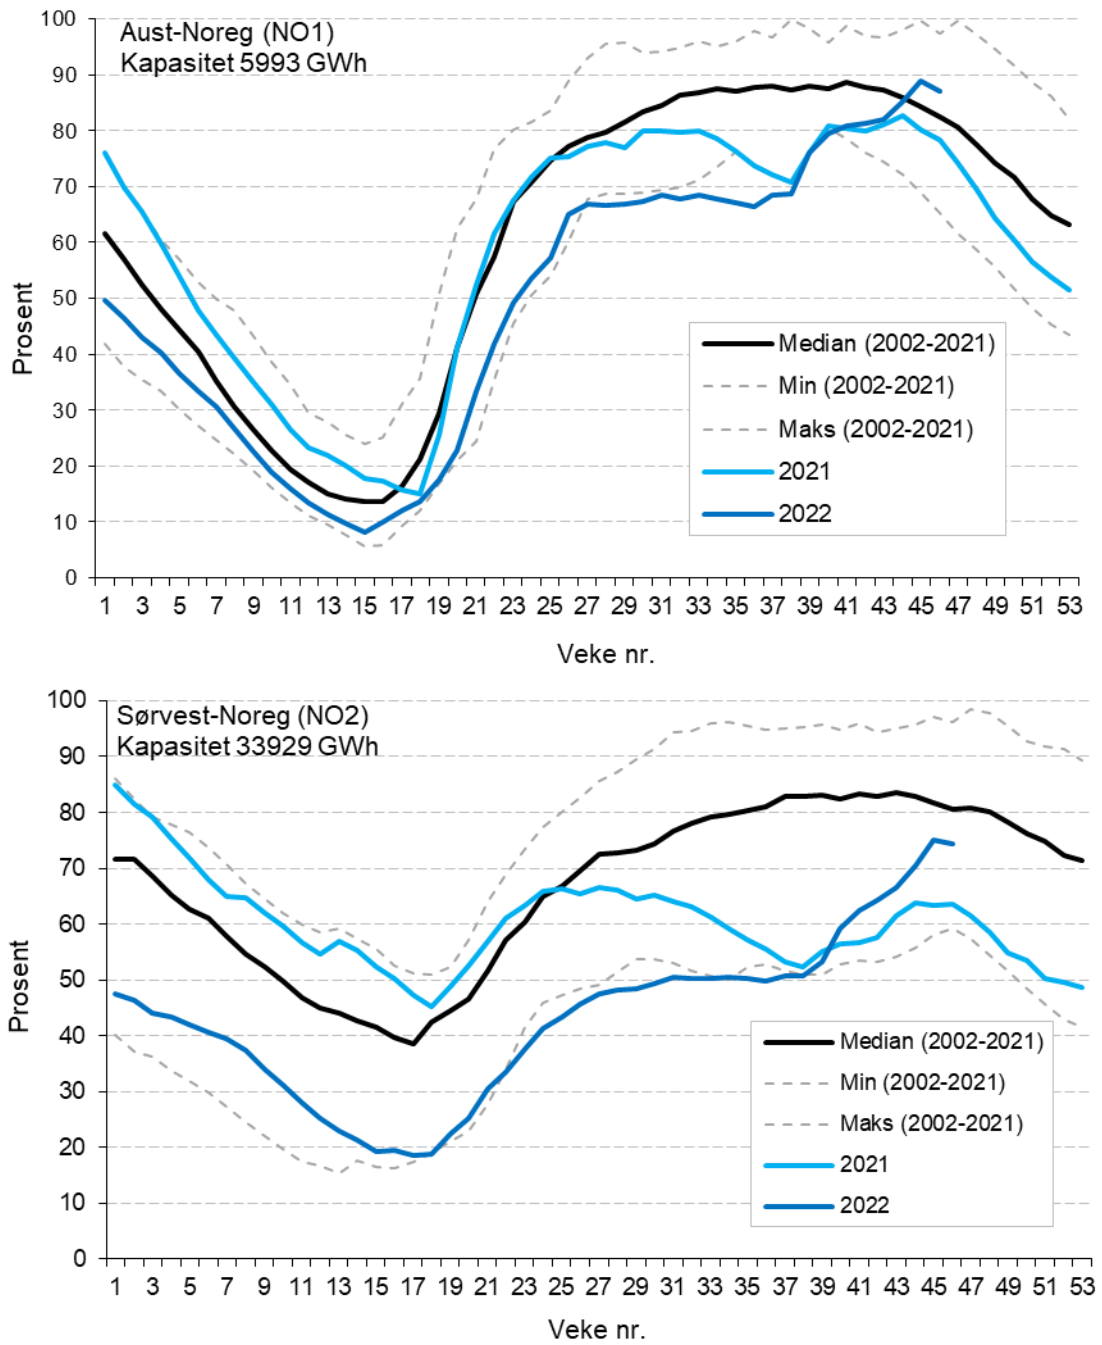 Aust-Noreg (NO1)
Kapasitet 5993 GWh
Prosent
100
90
80
70
60
50
40
30
20
10
0
Median (2002-2021)
Min (2002-2021)
Maks (2002-2021)
2021
2022
1 3 5 7 9 11 13 15 17 19 21 23 25 27 29 31 33 35 37 39 41 43 45 47 49 51 53
Veke nr.
Sørvest-Noreg (NO2)
Kapasitet 33929 GWh
Prosent
100
90
80
70
60
50
40
30
20
10
0
Median (2002-2021)
Min (2002-2021)
Maks (2002-2021)
2021
2022
1 3 5 7 9 11 13 15 17 19 21 23 25 27 29 31 33 35 37 39 41 43 45 47 49 51 53
Veke nr.